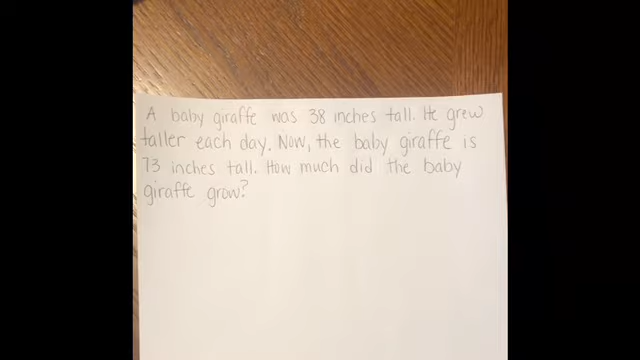 A baby giraffe was 38 inches tall. He grew
taller each day. Now, the baby giraffe is
73 inches tall. How much did the baby
giraffe grow?